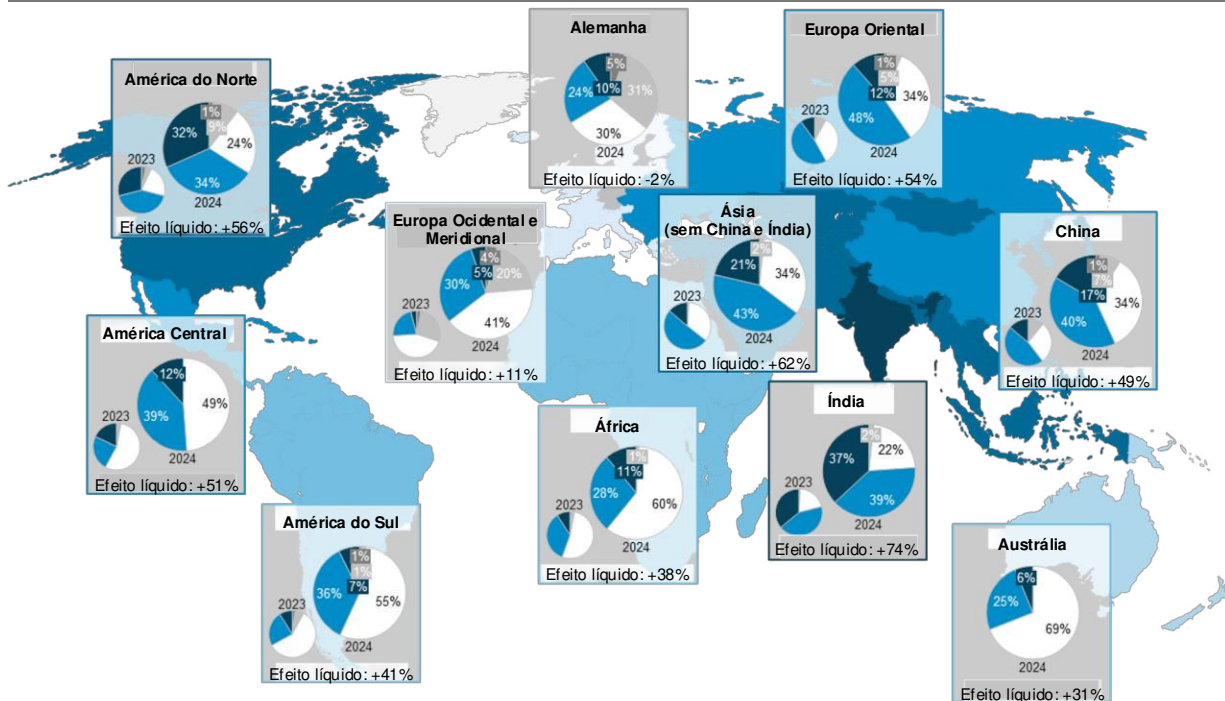 Alemanha
5%
24%
10%
31%
30%
2024
Efeito líquido: -2%
Europa Oriental
1%
5%
12%
34%
48%
2023
2024
Efeito líquido: +54%
América do Norte
1%
9%
32%
24%
2023
34%
2024
Efeito líquido: +56%
Europa Ocidental e
Meridional
4%
20%
30%
5%
2023
41%
2024
Efeito líquido: +11%
Ásia
(sem China e Índia)
2%
21%
34%
2023
43%
2024
Efeito líquido: +62%
China
1%
7%
17%
34%
2023
40%
2024
Efeito líquido: +49%
América Central
12%
39%
49%
2023
2024
Efeito líquido: +51%
Índia
2%
22%
37%
2023
39%
2024
Efeito líquido: +74%
África
1%
11%
28%
60%
2023
2024
Efeito líquido: +38%
América do Sul
1%
1%
7%
36%
55%
2023
2024
Efeito líquido: +41%
Austrália
6%
25%
69%
2024
Efeito líquido: +31%